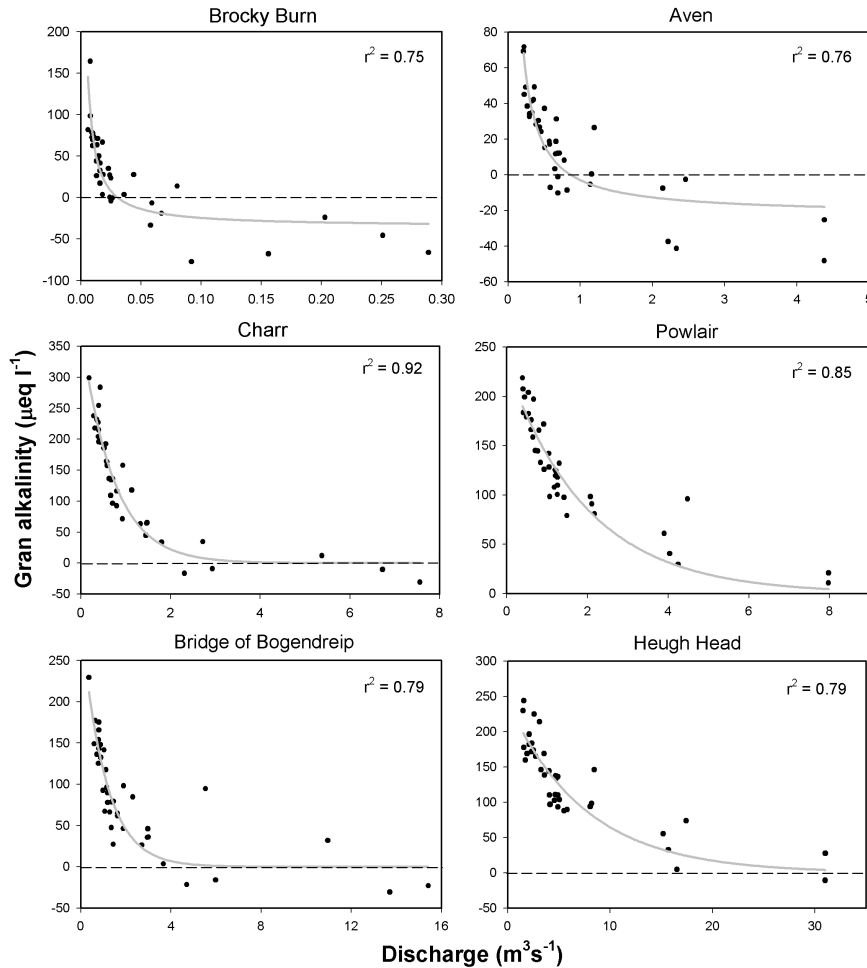 Brocky Burn
r² = 0.75
200
150
100
50
0
-50
-100
0.00 0.05 0.10 0.15 0.20 0.25 0.30
Aven
r² = 0.76
80
60
40
20
0
-20
-40
-60
0 1 2 3 4 5
Charr
r² = 0.92
350
300
250
200
150
100
50
0
-50
0 2 4 6 8
Powlair
r² = 0.85
250
200
150
100
50
0
0 2 4 6 8
Bridge of Bogendreip
r² = 0.79
250
200
150
100
50
0
-50
0 4 8 12 16
Heugh Head
r² = 0.79
300
250
200
150
100
50
0
-50
0 10 20 30
Gran alkalinity (µeq l⁻¹)
Discharge (m³s⁻¹)